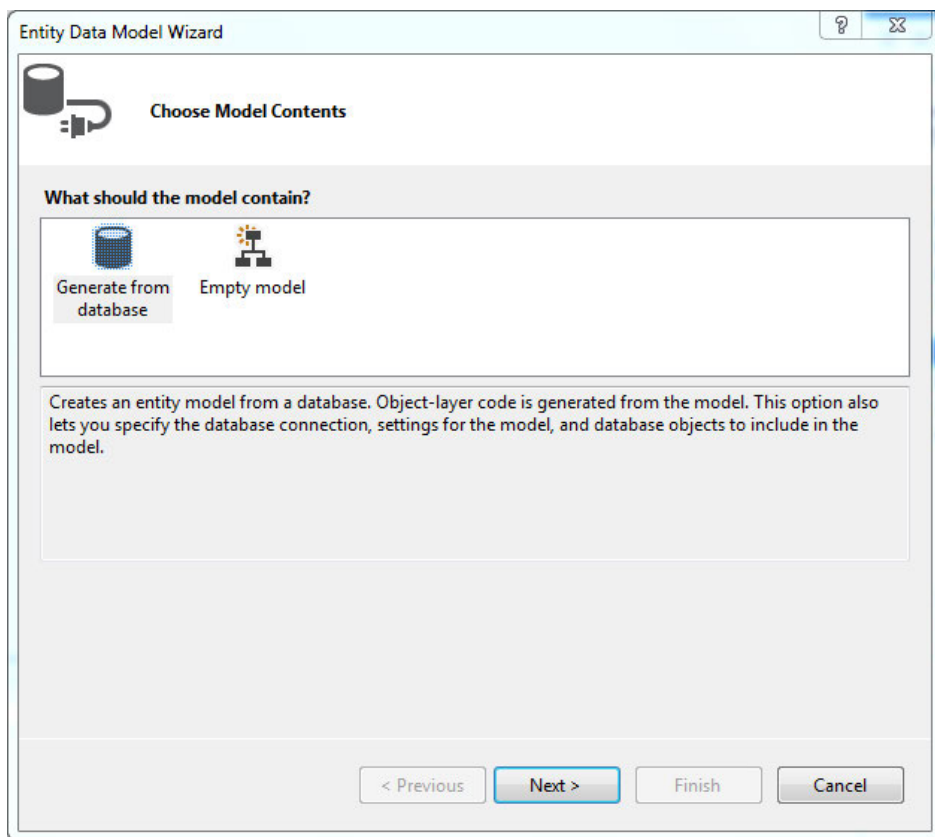 Entity Data Model Wizard
Choose Model Contents
What should the model contain?
Generate from
database
Empty model
Creates an entity model from a database. Object-layer code is generated from the model. This option also
lets you specify the database connection, settings for the model, and database objects to include in the
model.
< Previous
Next >
Finish
Cancel